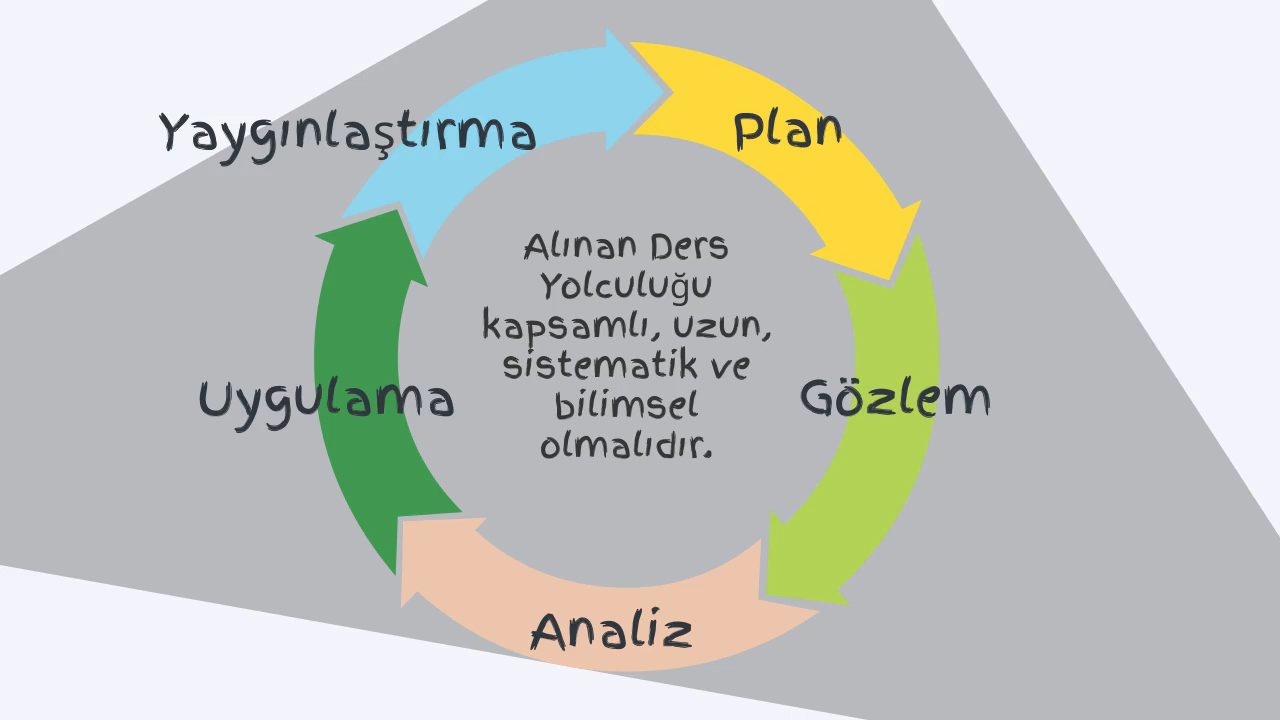 Yaygınlaştırma
Plan
Alınan Ders
Yolculuğu
kapsamlı, uzun,
sistematik ve
bilimsel
olmalıdır.
Uygulama
Gözlem
Analiz